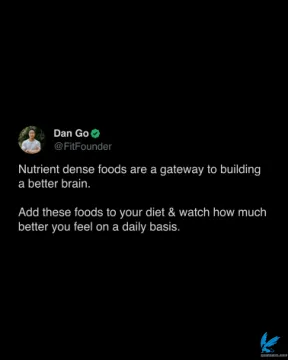 Dan Go
@FitFounder
Nutrient dense foods are a gateway to building
a better brain.
Add these foods to your diet & watch how much
better you feel on a daily basis.